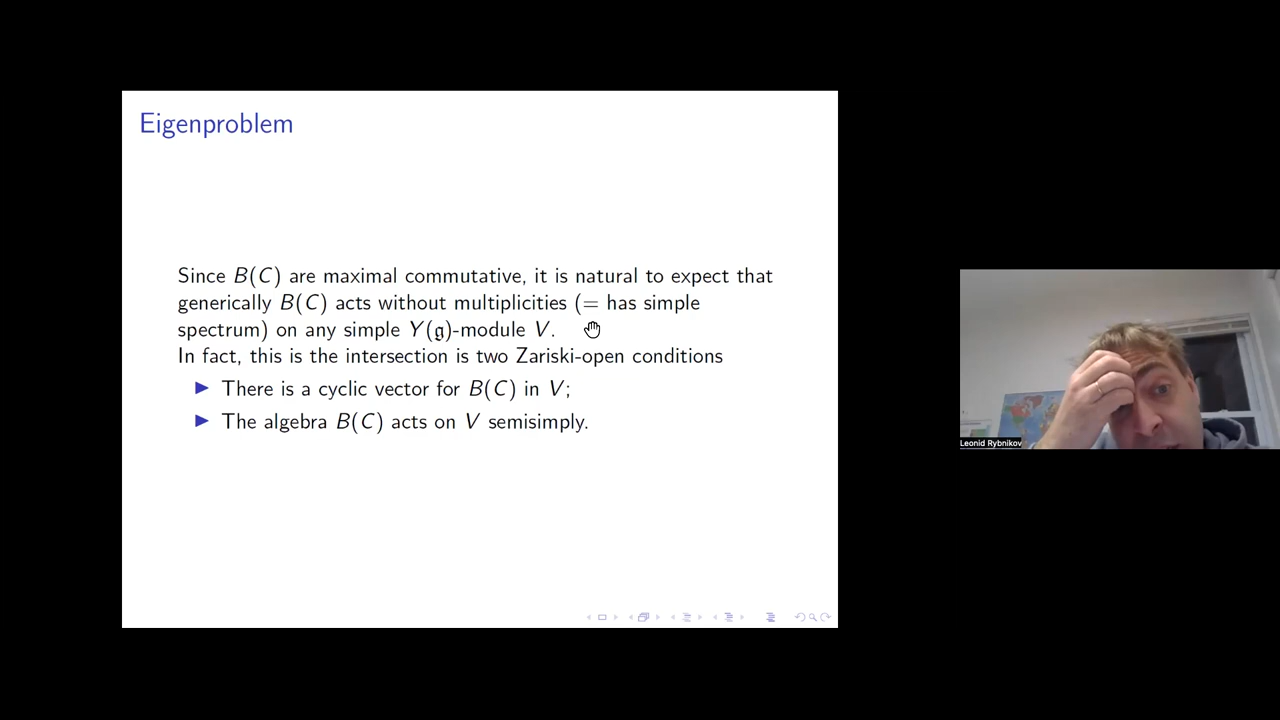 Eigenproblem
Since B(C) are maximal commutative, it is natural to expect that
generically B(C) acts without multiplicities (= has simple
spectrum) on any simple Y(𝔤)-module V.
In fact, this is the intersection is two Zariski-open conditions
There is a cyclic vector for B(C) in V;
The algebra B(C) acts on V semisimply.
Leonid Rybnikov